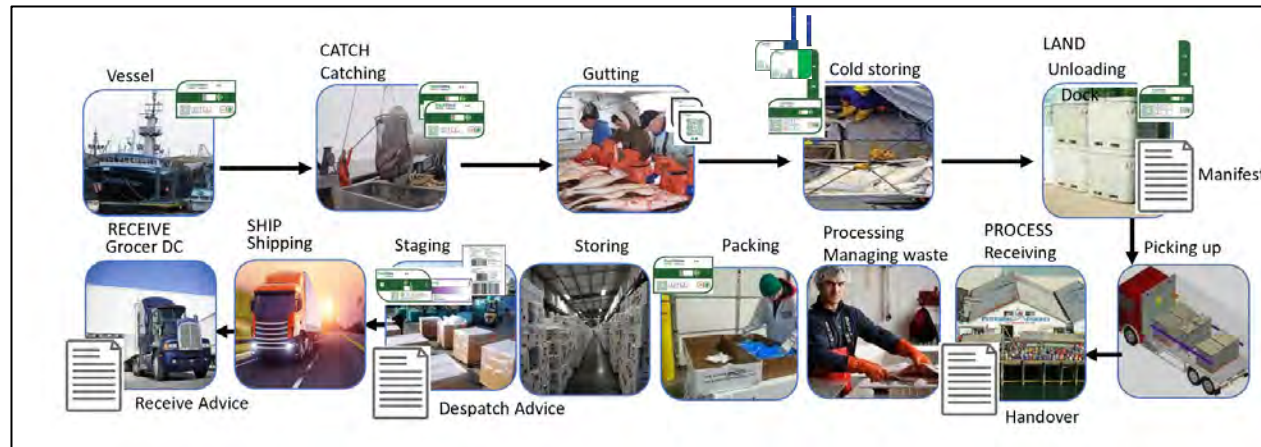 Vessel
CATCH
Catching
Gutting
Cold storing
LAND
Unloading
Dock
Manifest
RECEIVE
Grocer DC
SHIP
Shipping
Staging
Storing
Packing
Processing
Managing waste
PROCESS
Receiving
Picking up
Receive Advice
Despatch Advice
Handover